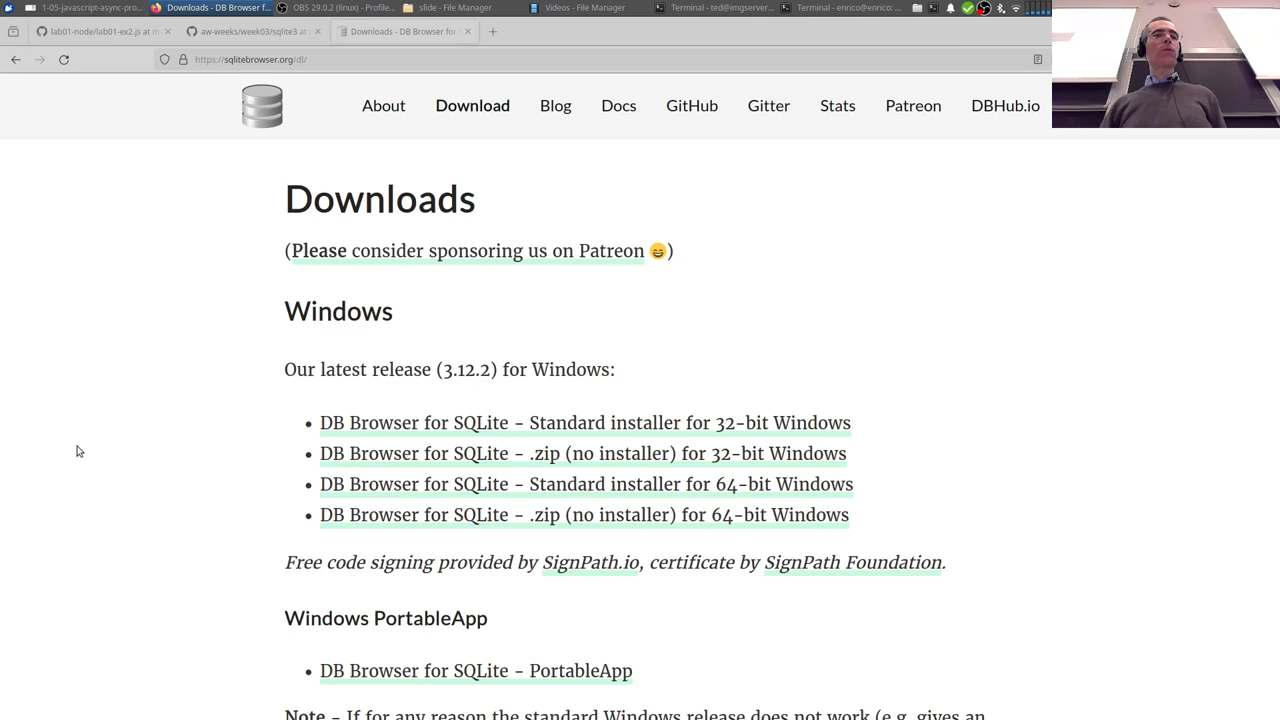 1-05-javascript-async-pro...
Downloads - DB Browser f...
OBS 29.0.2 (linux) - Profile...
slide - File Manager
Videos - File Manager
Terminal - ted@imgserver...
Terminal - enrico@enrico: ...
lab01-node/lab01-ex2.js at m
aw-weeks/week03/sqlite3 at
Downloads - DB Browser for
https://sqlitebrowser.org/dl/
About
Download
Blog
Docs
GitHub
Gitter
Stats
Patreon
DBHub.io
Downloads
(Please consider sponsoring us on Patreon 😄)
Windows
Our latest release (3.12.2) for Windows:
• DB Browser for SQLite - Standard installer for 32-bit Windows
• DB Browser for SQLite - .zip (no installer) for 32-bit Windows
• DB Browser for SQLite - Standard installer for 64-bit Windows
• DB Browser for SQLite - .zip (no installer) for 64-bit Windows
Free code signing provided by SignPath.io, certificate by SignPath Foundation.
Windows PortableApp
• DB Browser for SQLite - PortableApp
Note - If for any reason the standard Windows release does not work (e.g. gives an